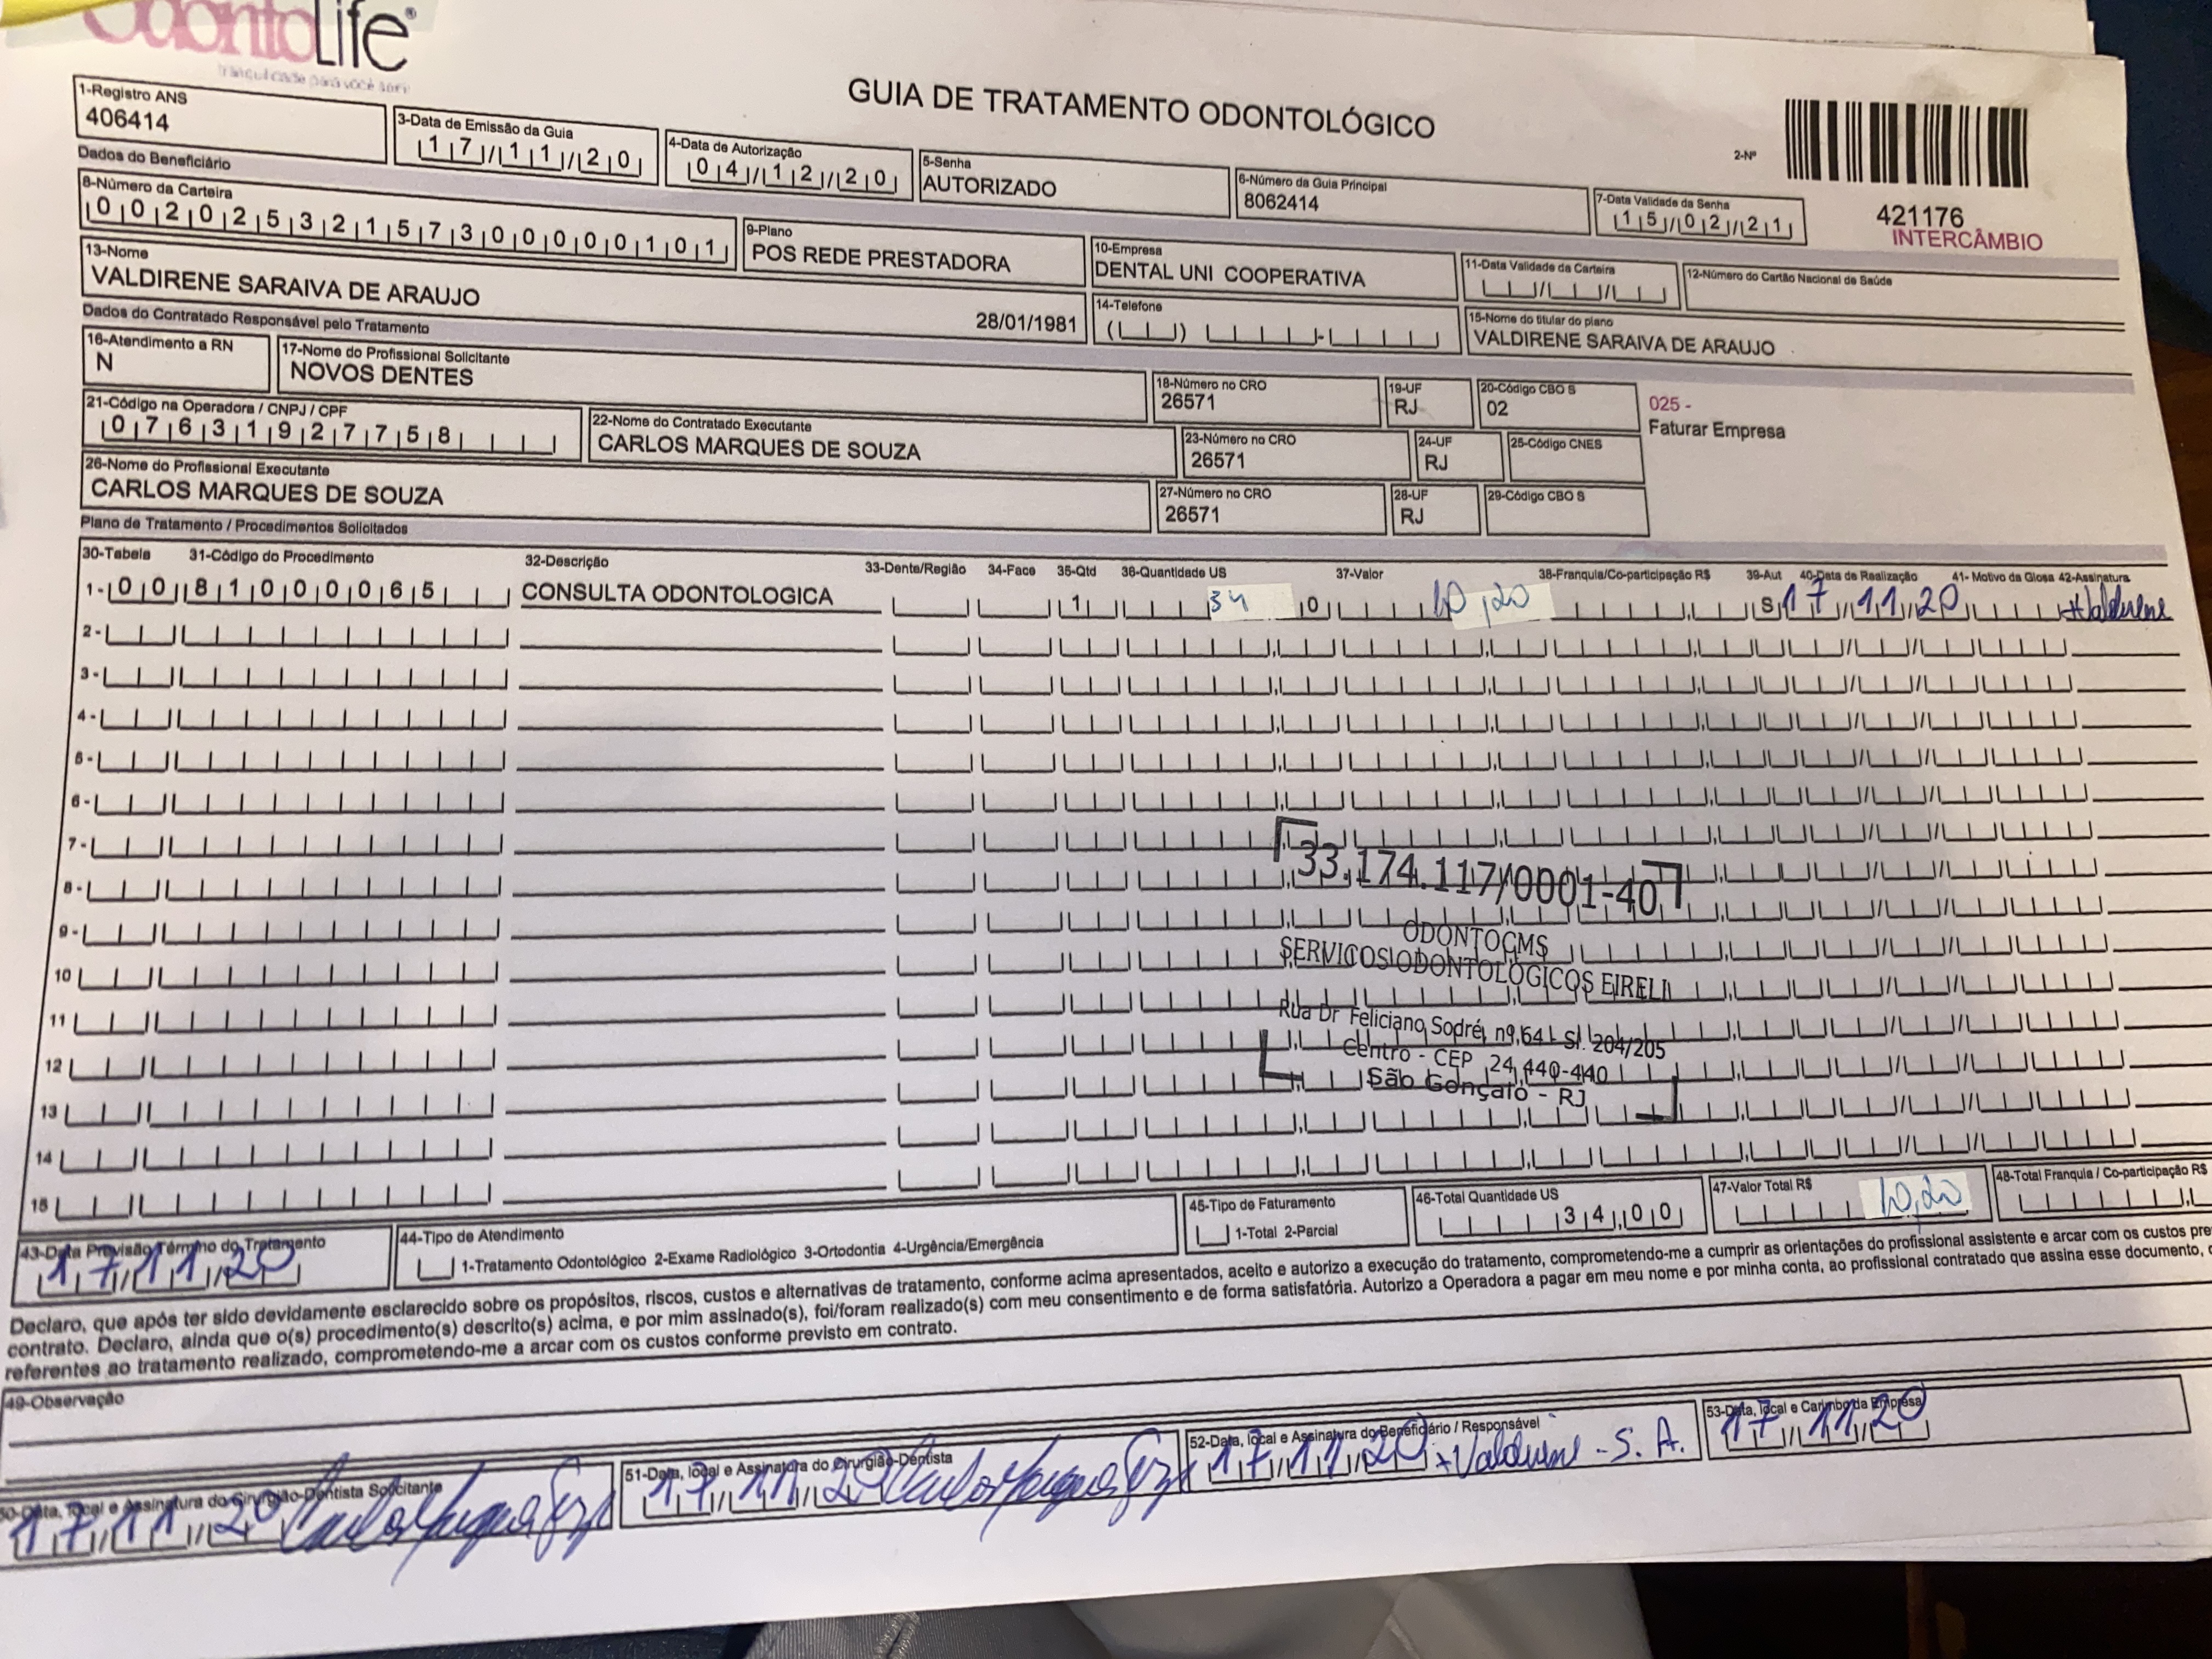 OdontoLife®
tranquilidade para você sorrir
GUIA DE TRATAMENTO ODONTOLÓGICO
1-Registro ANS
406414
3-Data de Emissão da Guia
17/11/20
4-Data de Autorização
04/12/20
5-Senha
AUTORIZADO
6-Número da Guia Principal
8062414
7-Data Validade da Senha
15/02/21
2-Nº
421176
INTERCÂMBIO
Dados do Beneficiário
8-Número da Carteira
00202532157300000101
9-Plano
POS REDE PRESTADORA
10-Empresa
DENTAL UNI COOPERATIVA
11-Data Validade da Carteira
12-Número do Cartão Nacional de Saúde
13-Nome
VALDIRENE SARAIVA DE ARAUJO
28/01/1981
14-Telefone
15-Nome do titular do plano
VALDIRENE SARAIVA DE ARAUJO
Dados do Contratado Responsável pelo Tratamento
16-Atendimento a RN
N
17-Nome do Profissional Solicitante
NOVOS DENTES
18-Número no CRO
26571
19-UF
RJ
20-Código CBO S
02
025 -
Faturar Empresa
21-Código na Operadora / CNPJ / CPF
07631927758
22-Nome do Contratado Executante
CARLOS MARQUES DE SOUZA
23-Número no CRO
26571
24-UF
RJ
25-Código CNES
26-Nome do Profissional Executante
CARLOS MARQUES DE SOUZA
27-Número no CRO
26571
28-UF
RJ
29-Código CBO S
Plano de Tratamento / Procedimentos Solicitados
30-Tabela 31-Código do Procedimento 32-Descrição 33-Dente/Região 34-Face 35-Qtd 36-Quantidade US 37-Valor 38-Franquia/Co-participação R$ 39-Aut 40-Data de Realização 41- Motivo da Glosa 42-Assinatura
1- 00 81000065 CONSULTA ODONTOLOGICA 1 34 0 10,20 S 17/11/20 Valdirene
2-
3-
4-
5-
6-
7-
8-
9-
10
11
12
13
14
15
33.174.117/0001-40
ODONTOCMS
SERVIÇOS ODONTOLÓGICOS EIRELI
Rua Dr Feliciano Sodré, nº 64 - Sl. 204/205
Centro - CEP 24.440-440
São Gonçalo - RJ
43-Data Previsão Término do Tratamento
17/11/20
44-Tipo de Atendimento
1-Tratamento Odontológico 2-Exame Radiológico 3-Ortodontia 4-Urgência/Emergência
45-Tipo de Faturamento
1-Total 2-Parcial
46-Total Quantidade US
34,00
47-Valor Total R$
10,20
48-Total Franquia / Co-participação R$
Declaro, que após ter sido devidamente esclarecido sobre os propósitos, riscos, custos e alternativas de tratamento, conforme acima apresentados, aceito e autorizo a execução do tratamento, comprometendo-me a cumprir as orientações do profissional assistente e arcar com os custos pre
contrato. Declaro, ainda que o(s) procedimento(s) descrito(s) acima, e por mim assinado(s), foi/foram realizado(s) com meu consentimento e de forma satisfatória. Autorizo a Operadora a pagar em meu nome e por minha conta, ao profissional contratado que assina esse documento,
referentes ao tratamento realizado, comprometendo-me a arcar com os custos conforme previsto em contrato.
49-Observação
50-Data, local e Assinatura do Cirurgião-Dentista Solicitante
17/11/20
51-Data, local e Assinatura do Cirurgião-Dentista
17/11/20
52-Data, local e Assinatura do Beneficiário / Responsável
17/11/20 Valdirene - S. A.
53-Data, local e Carimbo da Empresa
17/11/20